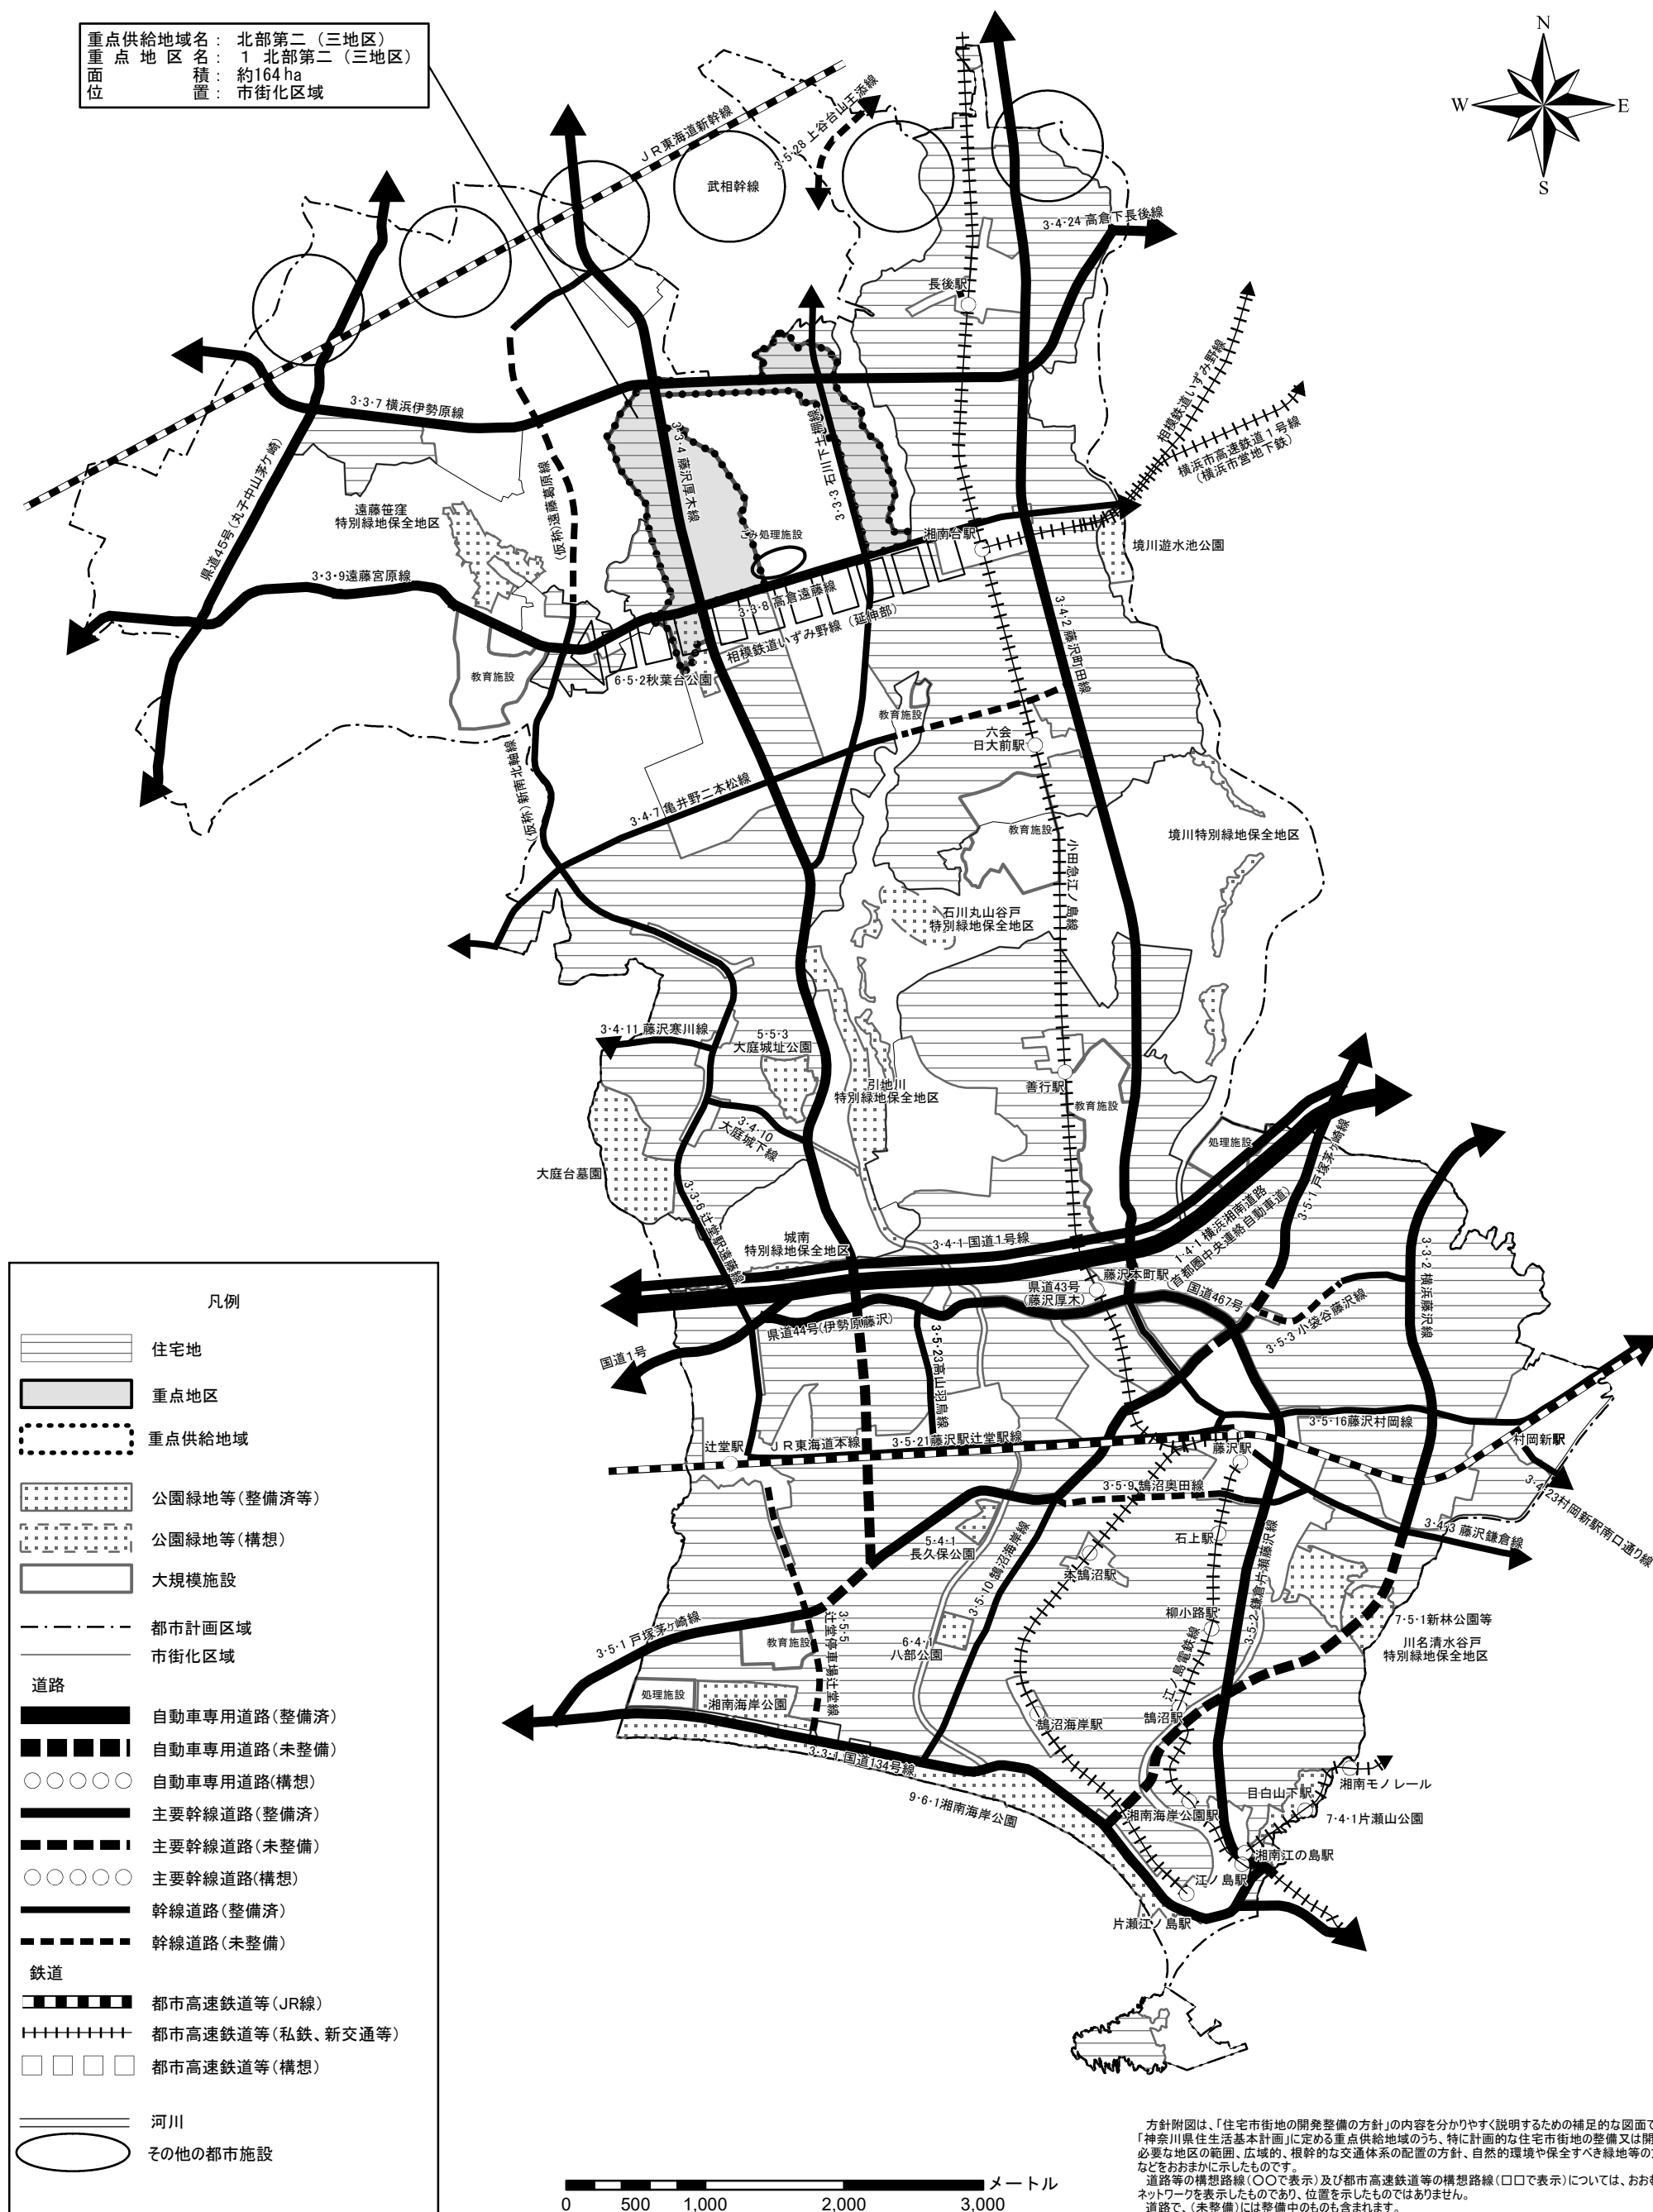 重点供給地域名： 北部第二（三地区）
重点地区名： 1 北部第二（三地区）
面積： 約164ha
位置： 市街化区域
N
W
E
S
JR東海道新幹線
3・5・28 上谷台山王添線
武相幹線
3・4・24 高倉下長後線
長後駅
相模鉄道いずみ野線
横浜市高速鉄道1号線
（横浜市営地下鉄）
3・3・7 横浜伊勢原線
県道45号（丸子中山茅ケ崎）
（仮称）遠藤葛原線
3・3・4 藤沢厚木線
3・3・3 石川下土棚線
遠藤笹窪
特別緑地保全地区
ごみ処理施設
湘南台駅
境川遊水池公園
3・3・9遠藤宮原線
3・3・8 高倉遠藤線
相模鉄道いずみ野線（延伸部）
3・4・2 藤沢町田線
教育施設
6・5・2秋葉台公園
教育施設
六会
日大前駅
（仮称）新南北軸線
3・4・7 亀井野二本松線
教育施設
境川特別緑地保全地区
小田急江ノ島線
石川丸山谷戸
特別緑地保全地区
3・4・11 藤沢寒川線
5・5・3
大庭城址公園
引地川
特別緑地保全地区
善行駅
教育施設
3・4・10
大庭城下線
処理施設
大庭台墓園
3・3・6 辻堂駅遠藤線
3・5・1 戸塚茅ケ崎線
城南
特別緑地保全地区
3・4・1 国道1号線
1・4・1 横浜湘南道路
（首都圏中央連絡自動車道）
3・3・2 横浜藤沢線
藤沢本町駅
県道43号
（藤沢厚木）
国道467号
県道44号（伊勢原藤沢）
3・5・3 小袋谷藤沢線
国道1号
3・5・23高山羽鳥線
3・5・16藤沢村岡線
辻堂駅
JR東海道本線
3・5・21藤沢駅辻堂駅線
藤沢駅
村岡新駅
3・4・23村岡新駅南口通り線
3・5・9 鵠沼奥田線
3・4・3 藤沢鎌倉線
石上駅
5・4・1
長久保公園
3・5・10 鵠沼海岸線
本鵠沼駅
3・5・2 鎌倉片瀬藤沢線
柳小路駅
7・5・1新林公園等
川名清水谷戸
特別緑地保全地区
3・5・1 戸塚茅ケ崎線
3・5・5
辻堂停車場辻堂線
教育施設
6・4・1
八部公園
江ノ島電鉄線
処理施設
湘南海岸公園
鵠沼海岸駅
鵠沼駅
3・3・1 国道134号線
9・6・1湘南海岸公園
湘南モノレール
目白山下駅
湘南海岸公園駅
7・4・1片瀬山公園
湘南江の島駅
江ノ島駅
片瀬江ノ島駅
凡例
住宅地
重点地区
重点供給地域
公園緑地等（整備済等）
公園緑地等（構想）
大規模施設
都市計画区域
市街化区域
道路
自動車専用道路（整備済）
自動車専用道路（未整備）
自動車専用道路（構想）
主要幹線道路（整備済）
主要幹線道路（未整備）
主要幹線道路（構想）
幹線道路（整備済）
幹線道路（未整備）
鉄道
都市高速鉄道等（JR線）
都市高速鉄道等（私鉄、新交通等）
都市高速鉄道等（構想）
河川
その他の都市施設
メートル
0 500 1,000 2,000 3,000
方針附図は、「住宅市街地の開発整備の方針」の内容を分かりやすく説明するための補足的な図面で
「神奈川県住生活基本計画」に定める重点供給地域のうち、特に計画的な住宅市街地の整備又は開
必要な地区の範囲、広域的、根幹的な交通体系の配置の方針、自然的環境や保全すべき緑地等の
などをおおまかに示したものです。
道路等の構想路線（○○で表示）及び都市高速鉄道等の構想路線（□□で表示）については、おおむ
ネットワークを表示したものであり、位置を示したものではありません。
道路で、（未整備）には整備中のものも含まれます。